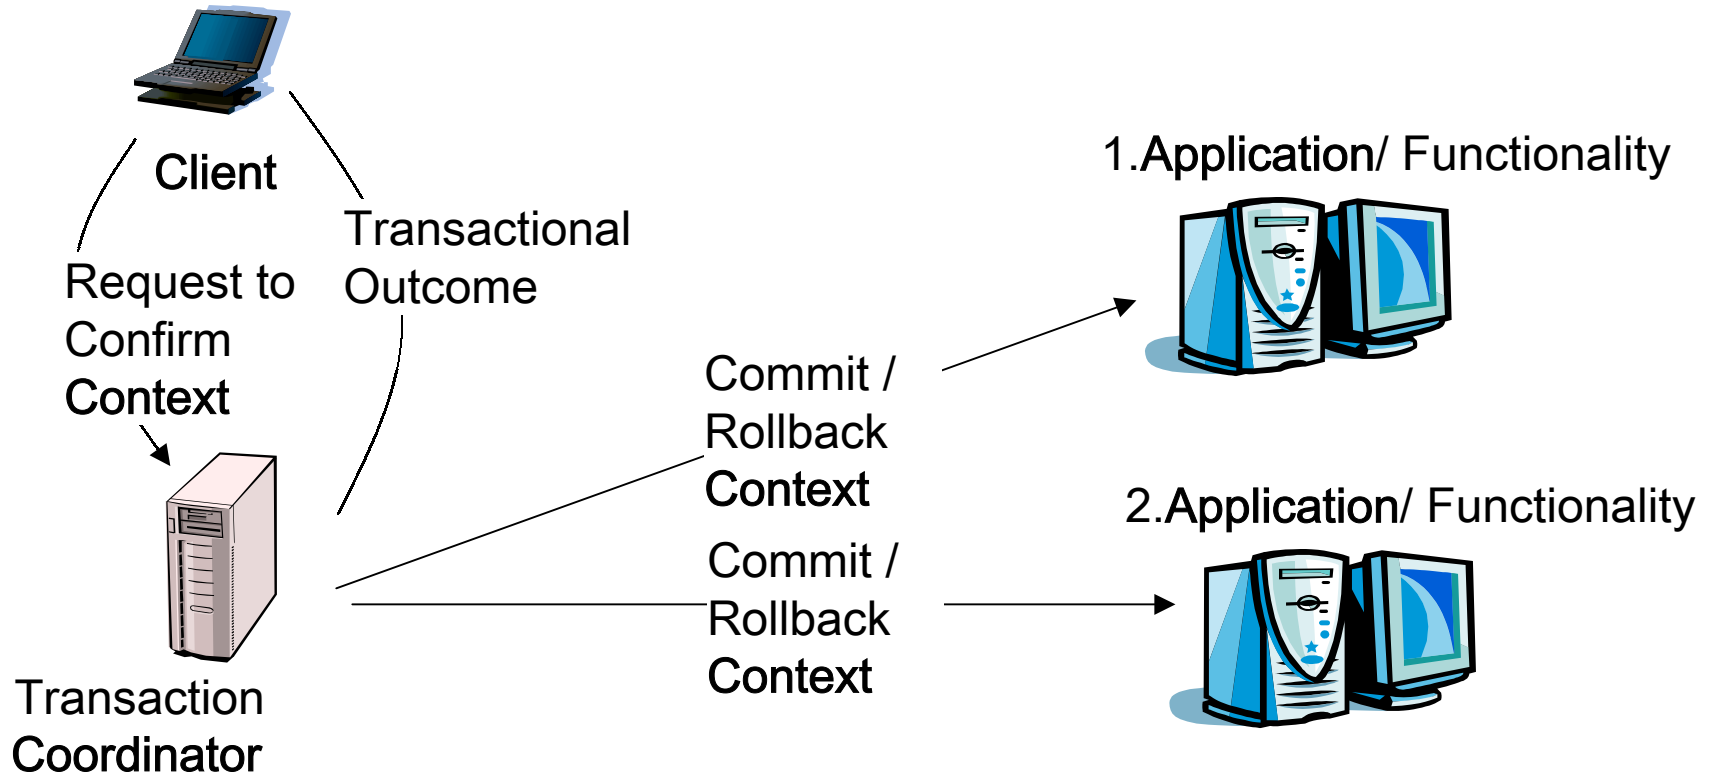 Client
Request to
Confirm
Context
Transactional
Outcome
Transaction
Coordinator
Commit /
Rollback
Context
Commit /
Rollback
Context
1.Application/ Functionality
2.Application/ Functionality